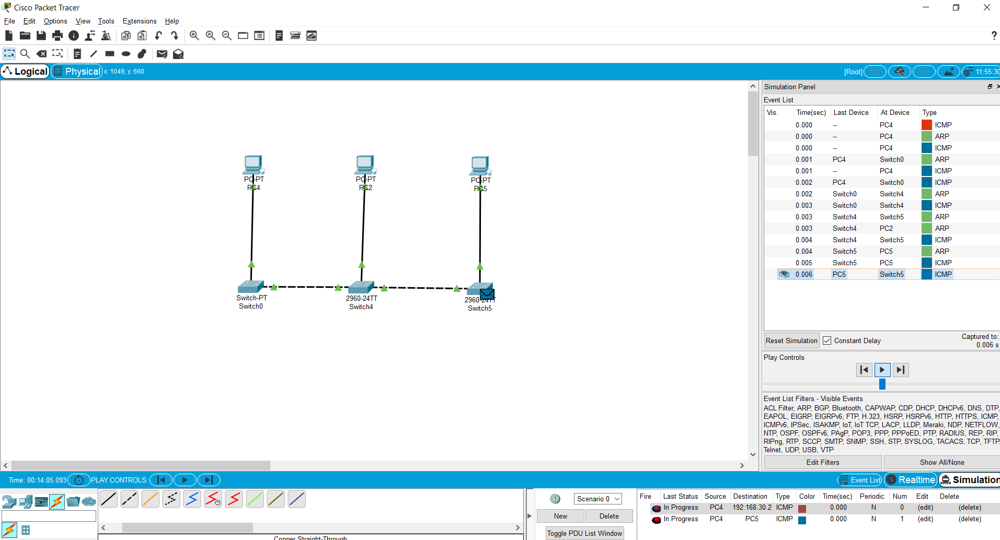 Cisco Packet Tracer
File Edit Options View Tools Extensions Help
?
Logical Physical x: 1049, y: 660 [Root] 11:55:30
Simulation Panel
Event List
Vis. Time(sec) Last Device At Device Type
0.000 -- PC4 ICMP
0.000 -- PC4 ARP
0.000 -- PC4 ICMP
0.001 PC4 Switch0 ARP
0.001 -- PC4 ICMP
0.002 PC4 Switch0 ICMP
0.002 Switch0 Switch4 ARP
0.003 Switch0 Switch4 ICMP
0.003 Switch4 Switch5 ARP
0.003 Switch4 PC2 ARP
0.004 Switch4 Switch5 ICMP
0.004 Switch5 PC5 ARP
0.005 Switch5 PC5 ICMP
0.006 PC5 Switch5 ICMP
PC-PT
PC4
PC-PT
PC2
PC-PT
PC5
Switch-PT
Switch0
2960-24TT
Switch4
2960-24TT
Switch5
Reset Simulation Constant Delay Captured to:
0.006 s
Play Controls
Event List Filters - Visible Events
ACL Filter, ARP, BGP, Bluetooth, CAPWAP, CDP, DHCP, DHCPv6, DNS, DTP,
EAPOL, EIGRP, EIGRPv6, FTP, H.323, HSRP, HSRPv6, HTTP, HTTPS, ICMP,
ICMPv6, IPSec, ISAKMP, IoT, IoT TCP, LACP, LLDP, Meraki, NDP, NETFLOW,
NTP, OSPF, OSPFv6, PAgP, POP3, PPP, PPPoED, PTP, RADIUS, REP, RIP,
RIPng, RTP, SCCP, SMTP, SNMP, SSH, STP, SYSLOG, TACACS, TCP, TFTP,
Telnet, UDP, USB, VTP
Edit Filters Show All/None
Time: 00:14:05.093 PLAY CONTROLS: Event List Realtime Simulation
Scenario 0
New Delete
Toggle PDU List Window
Fire Last Status Source Destination Type Color Time(sec) Periodic Num Edit Delete
In Progress PC4 192.168.30.2 ICMP 0.000 N 0 (edit) (delete)
In Progress PC4 PC5 ICMP 0.000 N 1 (edit) (delete)
Copper Straight-Through